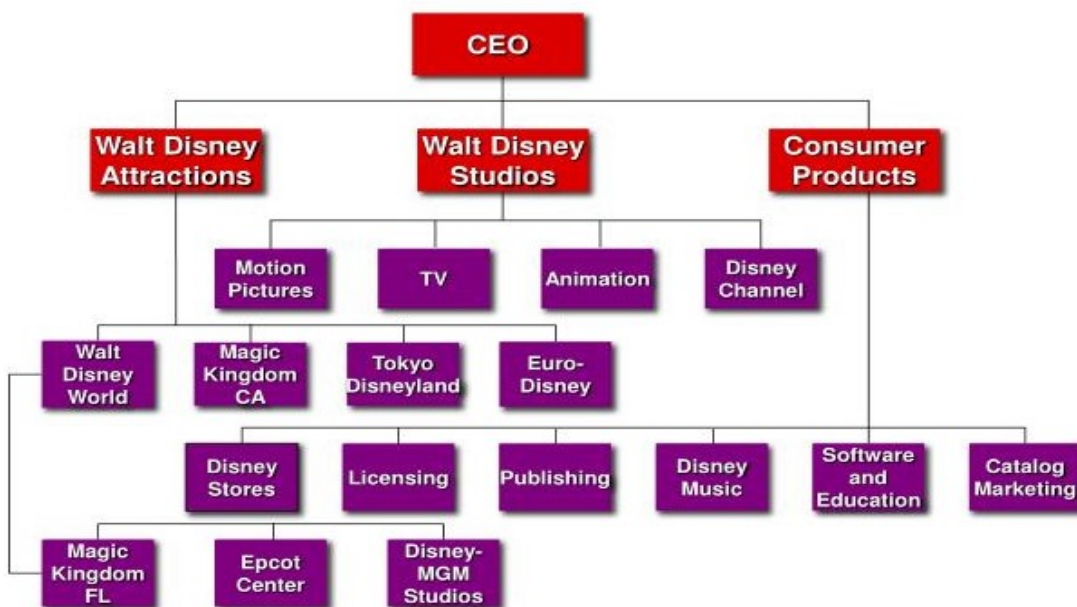 CEO
Walt Disney
Attractions
Walt Disney
Studios
Consumer
Products
Motion
Pictures
TV
Animation
Disney
Channel
Walt
Disney
World
Magic
Kingdom
CA
Tokyo
Disneyland
Euro-
Disney
Disney
Stores
Licensing
Publishing
Disney
Music
Software
and
Education
Catalog
Marketing
Magic
Kingdom
FL
Epcot
Center
Disney-
MGM
Studios